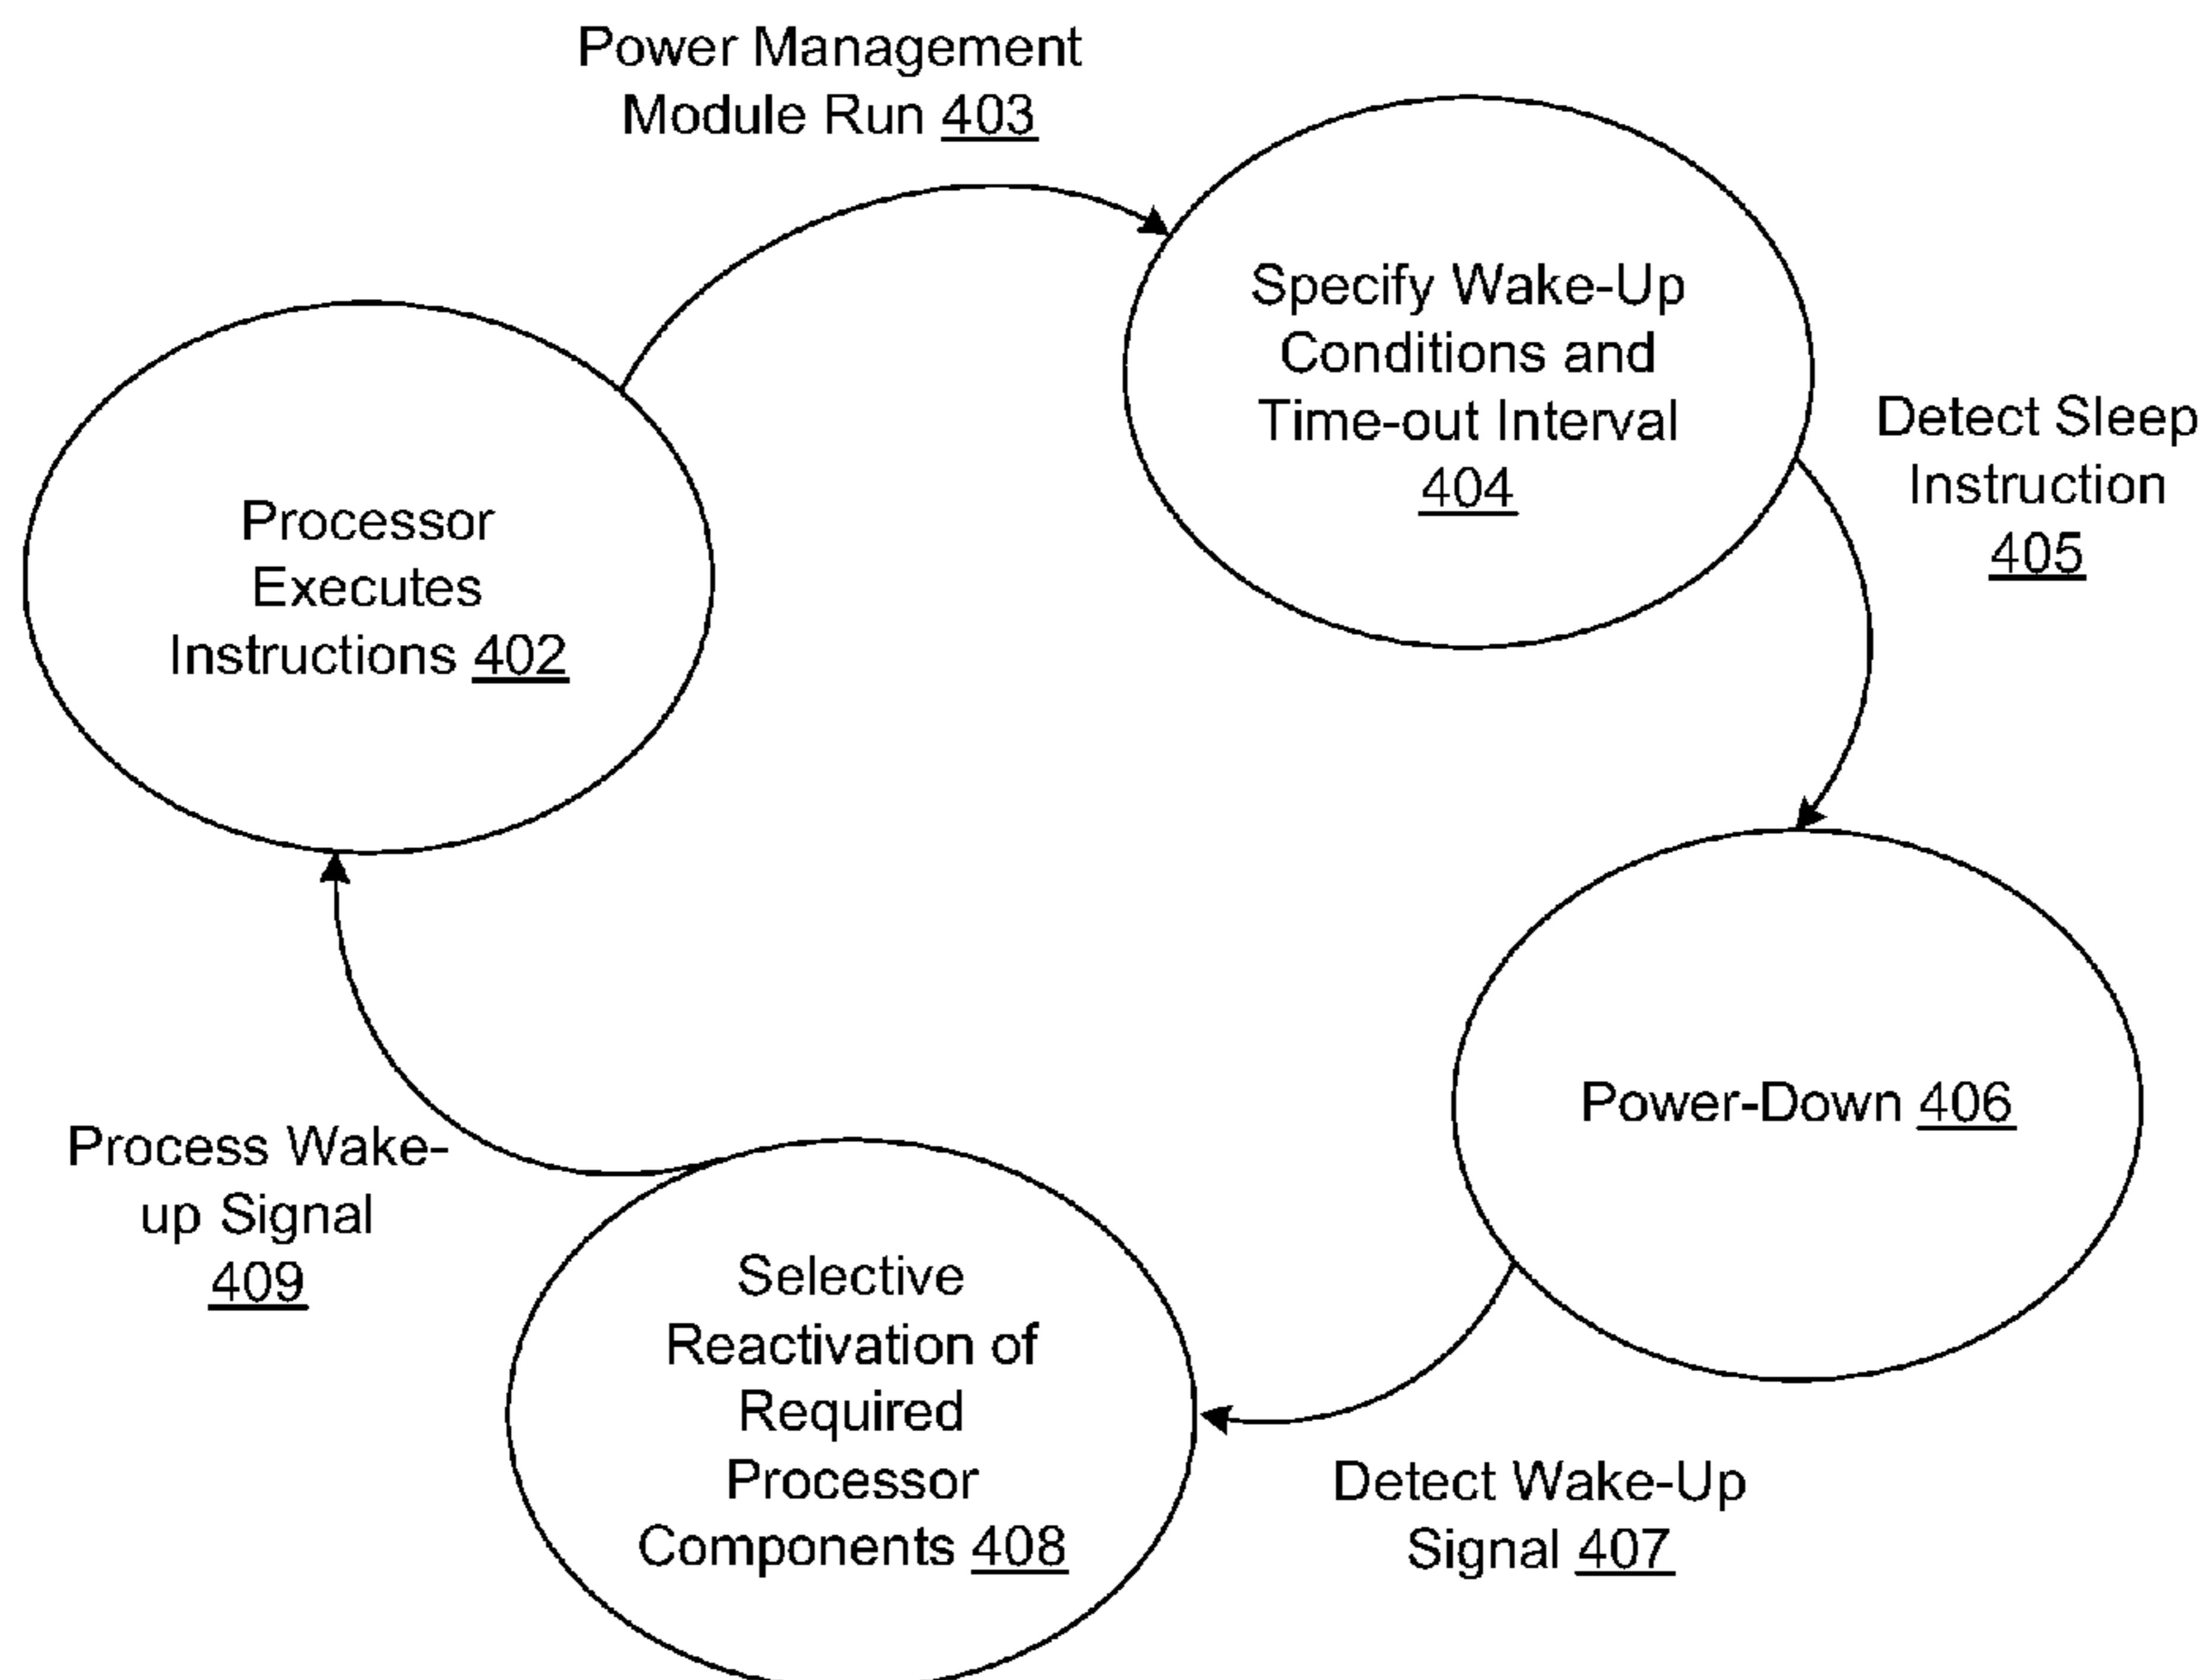 Power Management
Module Run 403
Specify Wake-Up
Conditions and
Time-out Interval
404
Detect Sleep
Instruction
405
Processor
Executes
Instructions 402
Power-Down 406
Process Wake-
up Signal
409
Selective
Reactivation of
Required
Processor
Components 408
Detect Wake-Up
Signal 407